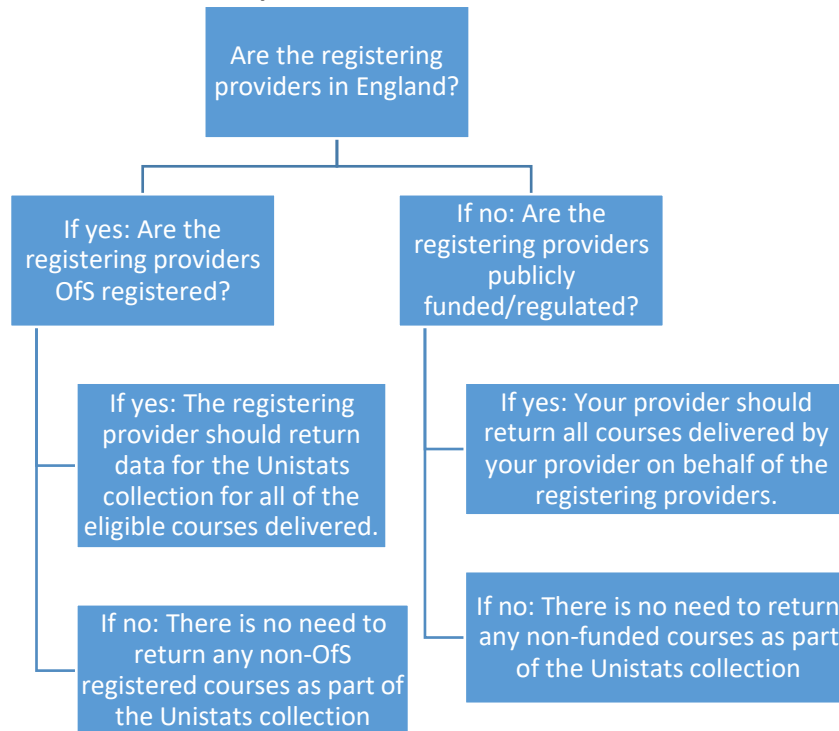 Are the registering
providers in England?
If yes: Are the
registering providers
OfS registered?
If no: Are the
registering providers
publicly
funded/regulated?
If yes: The registering
provider should return
data for the Unistats
collection for all of the
eligible courses delivered.
If yes: Your provider should
return all courses delivered by
your provider on behalf of the
registering providers.
If no: There is no need to
return any non-OfS
registered courses as part of
the Unistats collection
If no: There is no need to return
any non-funded courses as part
of the Unistats collection